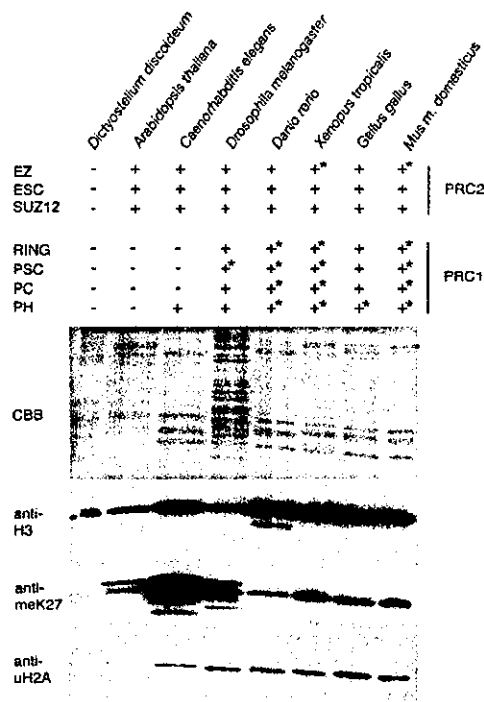 Dictyostelium discoideum
Arabidopsis thaliana
Caenorhabditis elegans
Drosophila melanogaster
Danio rerio
Xenopus tropicalis
Gallus gallus
Mus m. domesticus
EZ - + + + + +* + +*
ESC - + + + + + + +
SUZ12 - + + + + + + +
PRC2
RING - - - + +* +* + +*
PSC - - - +* +* +* + +*
PC - - - + +* +* + +*
PH - - + + +* +* +* +*
PRC1
CBB
anti-
H3
anti-
meK27
anti-
uH2A